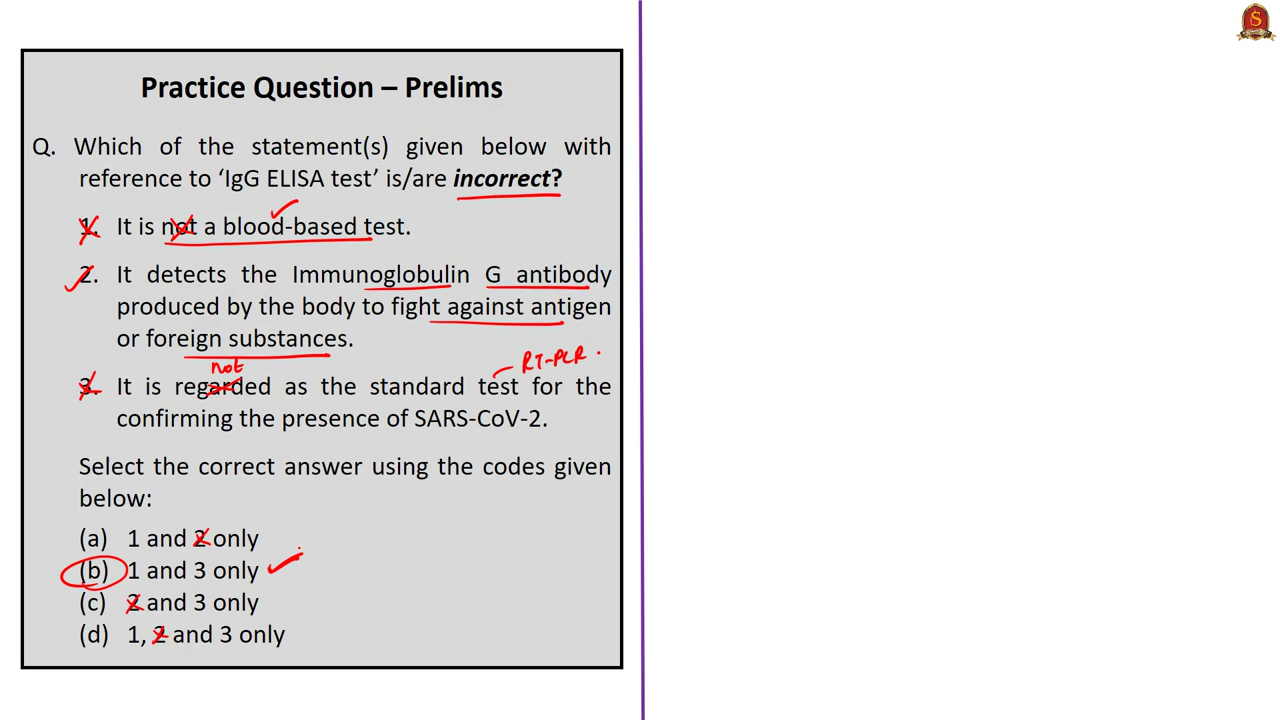 Practice Question – Prelims
Q. Which of the statement(s) given below with
reference to ‘IgG ELISA test’ is/are incorrect?
1. It is not a blood-based test.
2. It detects the Immunoglobulin G antibody
produced by the body to fight against antigen
or foreign substances.
not
RT-PCR
3. It is regarded as the standard test for the
confirming the presence of SARS-CoV-2.
Select the correct answer using the codes given
below:
(a) 1 and 2 only
(b) 1 and 3 only
(c) 2 and 3 only
(d) 1, 2 and 3 only
S